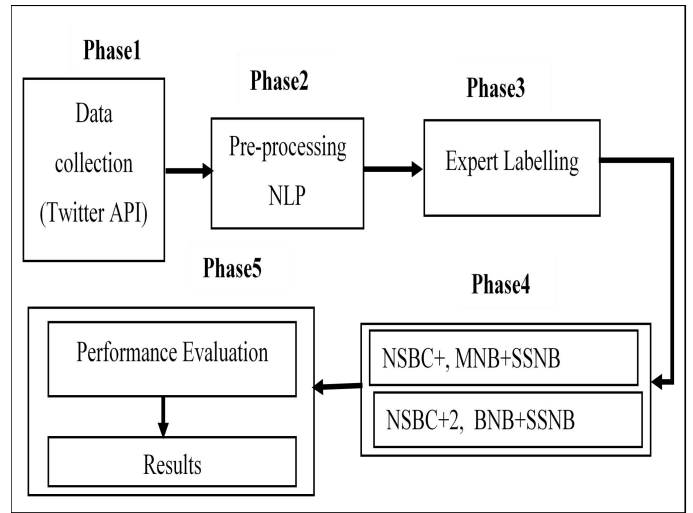 Phase1
Data
collection
(Twitter API)
Phase2
Pre-processing
NLP
Phase3
Expert Labelling
Phase4
NSBC+, MNB+SSNB
NSBC+2, BNB+SSNB
Phase5
Performance Evaluation
Results